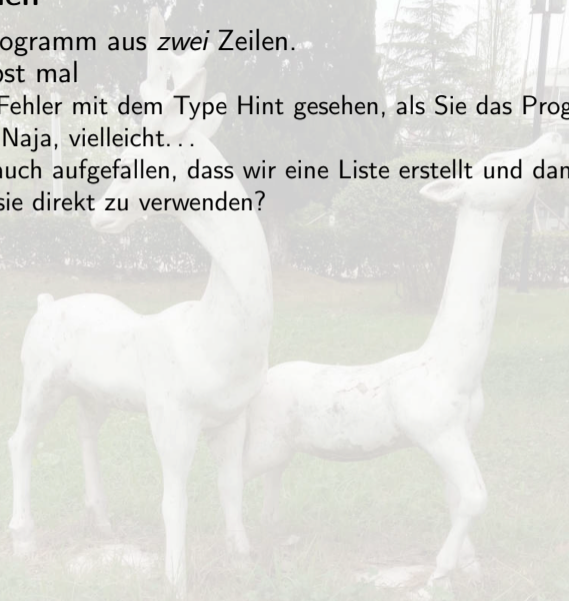 ogramm aus zwei Zeilen.
ost mal
Fehler mit dem Type Hint gesehen, als Sie das Prog
Naja, vielleicht...
auch aufgefallen, dass wir eine Liste erstellt und dan
sie direkt zu verwenden?